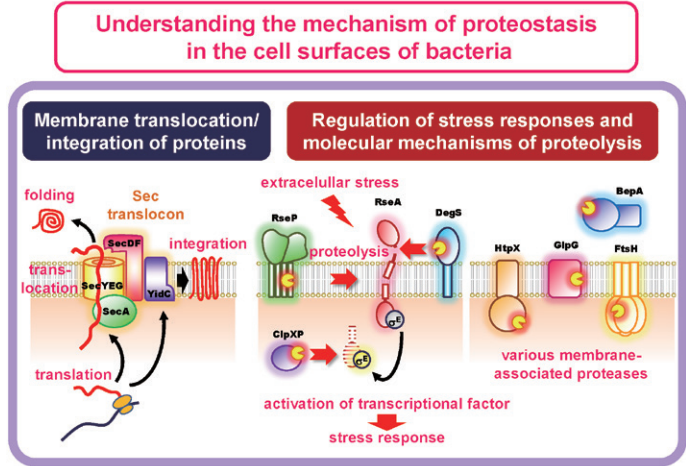 Understanding the mechanism of proteostasis
in the cell surfaces of bacteria
Membrane translocation/
integration of proteins
folding
Sec
translocon
SecDF
integration
trans-
location
SecYEG
YidC
SecA
translation
Regulation of stress responses and
molecular mechanisms of proteolysis
extracelluar stress
RseP
RseA
DegS
proteolysis
σE
ClpXP
σE
activation of transcriptional factor
stress response
BepA
HtpX
GlpG
FtsH
various membrane-
associated proteases